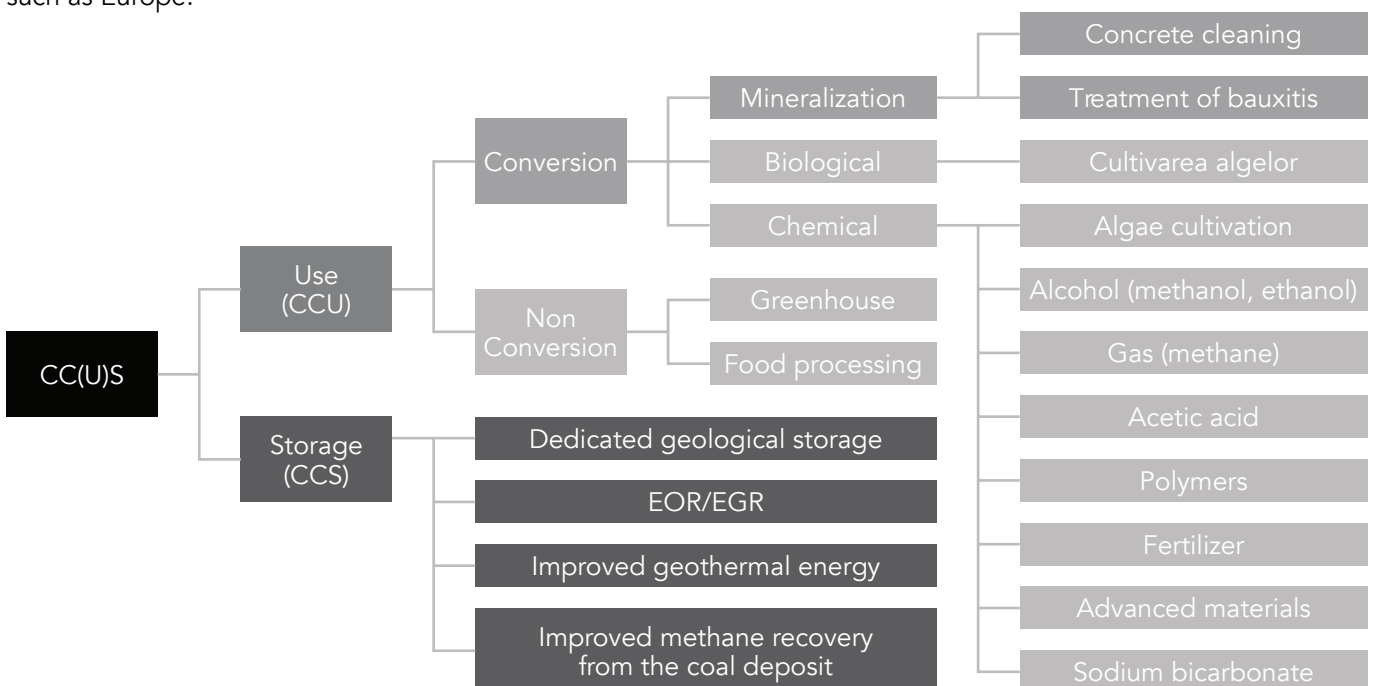 such as Europe.
CC(U)S
Use
(CCU)
Storage
(CCS)
Conversion
Non
Conversion
Dedicated geological storage
EOR/EGR
Improved geothermal energy
Improved methane recovery
from the coal deposit
Mineralization
Biological
Chemical
Greenhouse
Food processing
Concrete cleaning
Treatment of bauxitis
Cultivarea algelor
Algae cultivation
Alcohol (methanol, ethanol)
Gas (methane)
Acetic acid
Polymers
Fertilizer
Advanced materials
Sodium bicarbonate